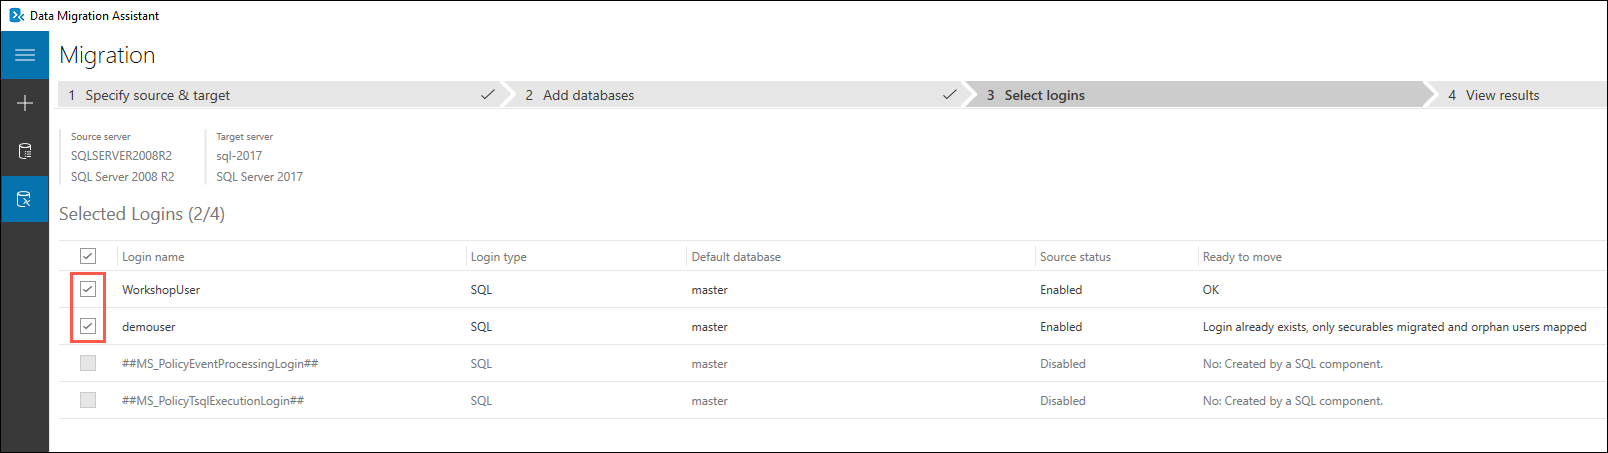 Data Migration Assistant
Migration
1 Specify source & target
2 Add databases
3 Select logins
4 View results
Source server
Target server
SQLSERVER2008R2
sql-2017
SQL Server 2008 R2
SQL Server 2017
Selected Logins (2/4)
Login name Login type Default database Source status Ready to move
WorkshopUser SQL master Enabled OK
demouser SQL master Enabled Login already exists, only securables migrated and orphan users mapped
##MS_PolicyEventProcessingLogin## SQL master Disabled No: Created by a SQL component.
##MS_PolicyTsqlExecutionLogin## SQL master Disabled No: Created by a SQL component.